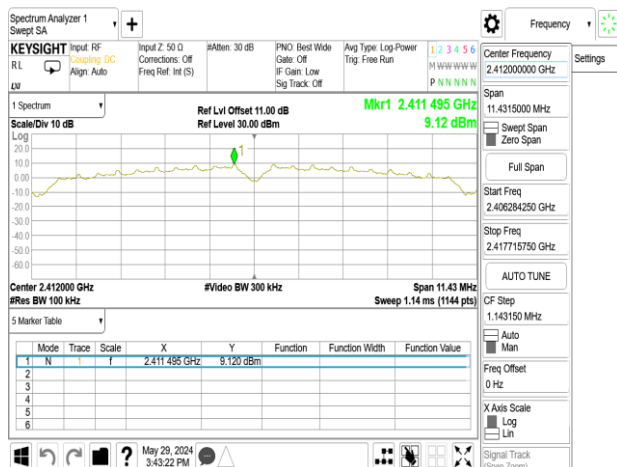 Spectrum Analyzer 1
Swept SA
+
Frequency
KEYSIGHT
RL
Input: RF
Coupling: DC
Align: Auto
Input Z: 50 Ω
Corrections: Off
Freq Ref: Int (S)
#Atten: 30 dB
PNO: Best Wide
Gate: Off
IF Gain: Low
Sig Track: Off
Avg Type: Log-Power
Trig: Free Run
1 2 3 4 5 6
M W W W W W
P N N N N N
Settings
1 Spectrum
Scale/Div 10 dB
Ref Lvl Offset 11.00 dB
Ref Level 30.00 dBm
Mkr1 2.411 495 GHz
9.12 dBm
Log
20.0
10.0
0.00
-10.0
-20.0
-30.0
-40.0
-50.0
-60.0
1
Center 2.412000 GHz
#Res BW 100 kHz
#Video BW 300 kHz
Span 11.43 MHz
Sweep 1.14 ms (1144 pts)
5 Marker Table
Mode Trace Scale X Y Function Function Width Function Value
1 N 1 f 2.411 495 GHz 9.120 dBm
2
3
4
5
6
May 29, 2024
3:43:22 PM
Center Frequency
2.412000000 GHz
Span
11.4315000 MHz
Swept Span
Zero Span
Full Span
Start Freq
2.406284250 GHz
Stop Freq
2.417715750 GHz
AUTO TUNE
CF Step
1.143150 MHz
Auto
Man
Freq Offset
0 Hz
X Axis Scale
Log
Lin
Signal Track
(Span Zoom)